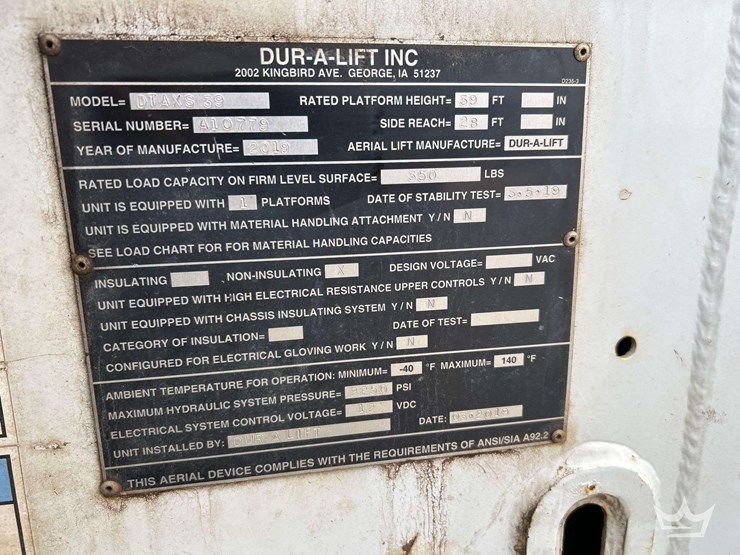 DUR-A-LIFT INC
2002 KINGBIRD AVE. GEORGE, IA 51237
D236-3
MODEL= 39 RATED PLATFORM HEIGHT= 39 FT IN
SERIAL NUMBER= A10779 SIDE REACH= 28 FT IN
YEAR OF MANUFACTURE= 2019 AERIAL LIFT MANUFACTURE= DUR-A-LIFT
RATED LOAD CAPACITY ON FIRM LEVEL SURFACE= 350 LBS
UNIT IS EQUIPPED WITH 1 PLATFORMS DATE OF STABILITY TEST=
UNIT IS EQUIPPED WITH MATERIAL HANDLING ATTACHMENT Y / N N
SEE LOAD CHART FOR FOR MATERIAL HANDLING CAPACITIES
INSULATING NON-INSULATING X DESIGN VOLTAGE= VAC
UNIT EQUIPPED WITH HIGH ELECTRICAL RESISTANCE UPPER CONTROLS Y / N N
UNIT EQUIPPED WITH CHASSIS INSULATING SYSTEM Y / N N
CATEGORY OF INSULATION= DATE OF TEST=
CONFIGURED FOR ELECTRICAL GLOVING WORK Y / N N
AMBIENT TEMPERATURE FOR OPERATION: MINIMUM= -40 °F MAXIMUM= 140 °F
MAXIMUM HYDRAULIC SYSTEM PRESSURE= PSI
ELECTRICAL SYSTEM CONTROL VOLTAGE= VDC
UNIT INSTALLED BY: DUR-A-LIFT DATE:
THIS AERIAL DEVICE COMPLIES WITH THE REQUIREMENTS OF ANSI/SIA A92.2